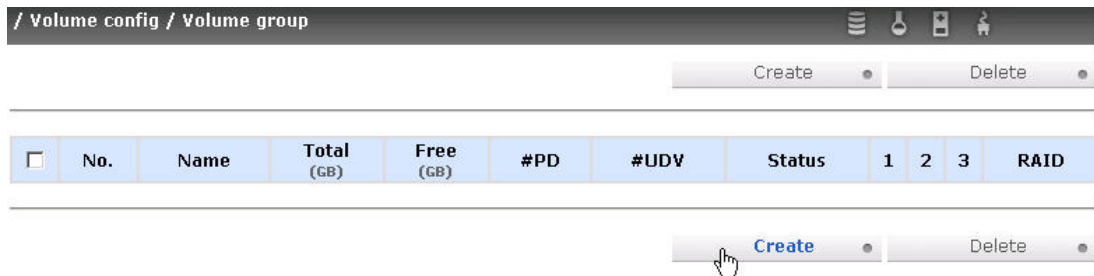 / Volume config / Volume group
Create Delete
No. Name Total (GB) Free (GB) #PD #UDV Status 1 2 3 RAID
Create Delete